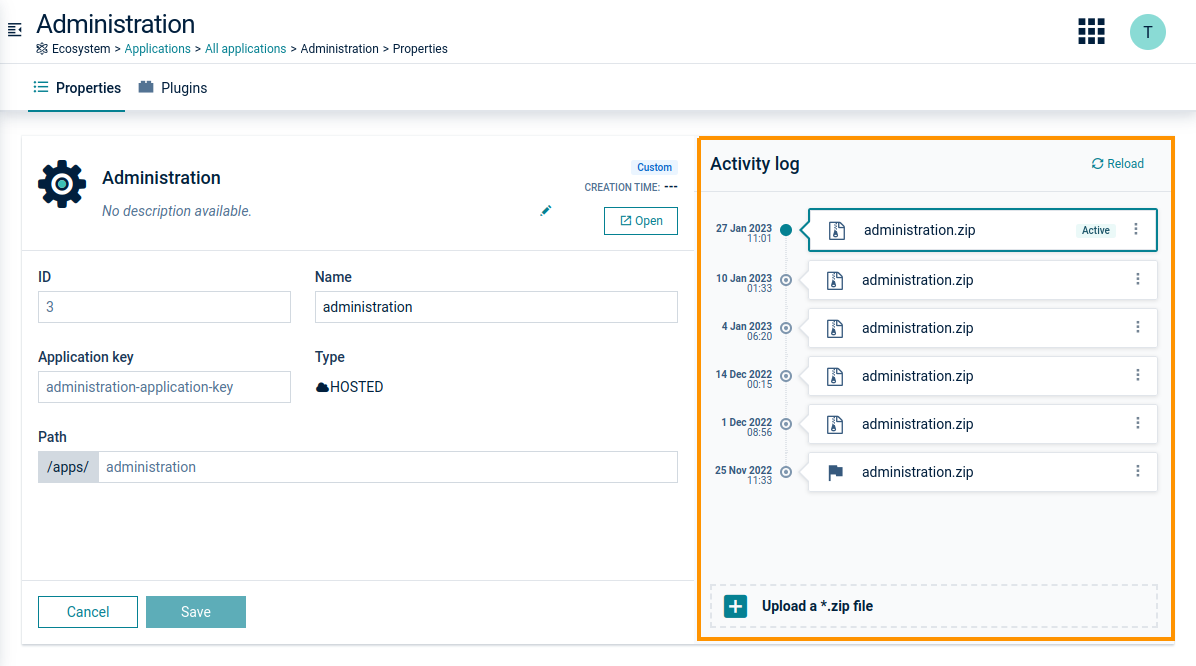 Administration
T
Ecosystem > Applications > All applications > Administration > Properties
Properties
Plugins
Administration
No description available.
Custom
CREATION TIME: ---
Open
ID
3
Name
administration
Application key
administration-application-key
Type
HOSTED
Path
/apps/ administration
Cancel
Save
Activity log
Reload
27 Jan 2023
11:01
administration.zip
Active
10 Jan 2023
01:33
administration.zip
4 Jan 2023
06:20
administration.zip
14 Dec 2022
00:15
administration.zip
1 Dec 2022
08:56
administration.zip
25 Nov 2022
11:33
administration.zip
Upload a *.zip file